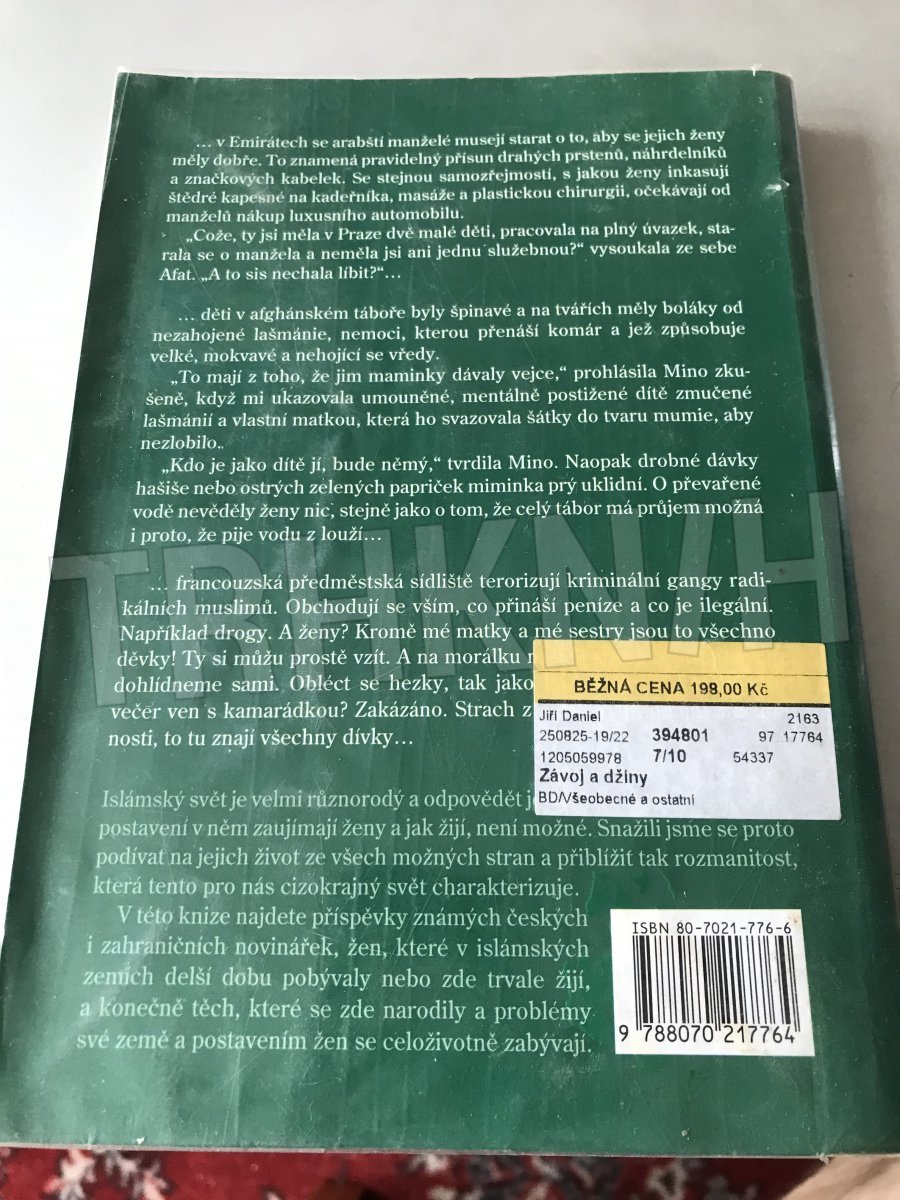 … v Emirátech se arabští manželé musejí starat o to, aby se jejich ženy
měly dobře. To znamená pravidelný přísun drahých prstenů, náhrdelníků
a značkových kabelek. Se stejnou samozřejmostí, s jakou ženy inkasují
štědré kapesné na kadeřníka, masáže a plastickou chirurgii, očekávají od
manželů nákup luxusního automobilu.
„Cože, ty jsi měla v Praze dvě malé děti, pracovala na plný úvazek, sta-
rala se o manžela a neměla jsi ani jednu služebnou?“ vysoukala ze sebe
Afat. „A to sis nechala líbit?“…
… děti v afghánském táboře byly špinavé a na tvářích měly boláky od
nezahojené lašmánie, nemoci, kterou přenáší komár a jež způsobuje
velké, mokvavé a nehojící se vředy.
„To mají z toho, že jim maminky dávaly vejce,“ prohlásila Mino zku-
šeně, když mi ukazovala umouněné, mentálně postižené dítě zmučené
lašmánií a vlastní matkou, která ho svazovala šátky do tvaru mumie, aby
nezlobilo..
„Kdo je jako dítě jí, bude němý,“ tvrdila Mino. Naopak drobné dávky
hašiše nebo ostrých zelených papriček miminka prý uklidní. O převařené
vodě nevěděly ženy nic, stejně jako o tom, že celý tábor má průjem možná
i proto, že pije vodu z louží…
… francouzská předměstská sídliště terorizují kriminální gangy radi-
kálních muslimů. Obchodují se vším, co přináší peníze a co je ilegální.
Například drogy. A ženy? Kromě mé matky a mé sestry jsou to všechno
děvky! Ty si můžu prostě vzít. A na morálku
dohlídneme sami. Obléct se hezky, tak jako
večer ven s kamarádkou? Zakázáno. Strach z
nosti, to tu znají všechny dívky…
Islámský svět je velmi různorodý a odpovědět
postavení v něm zaujímají ženy a jak žijí, není možné. Snažili jsme se proto
podívat na jejich život ze všech možných stran a přiblížit tak rozmanitost,
která tento pro nás cizokrajný svět charakterizuje.
V této knize najdete příspěvky známých českých
i zahraničních novinářek, žen, které v islámských
zemích delší dobu pobývaly nebo zde trvale žijí,
a konečně těch, které se zde narodily a problémy
své země a postavením žen se celoživotně zabývají.
BĚŽNÁ CENA 198,00 Kč
Jiří Daniel 2163
250825-19/22 394801 97..17764
1205059978 7/10 54337
Závoj a džíny
BD/Všeobecné a ostatní
ISBN 80-7021-776-6
9 788070 217764
TRHKNIH